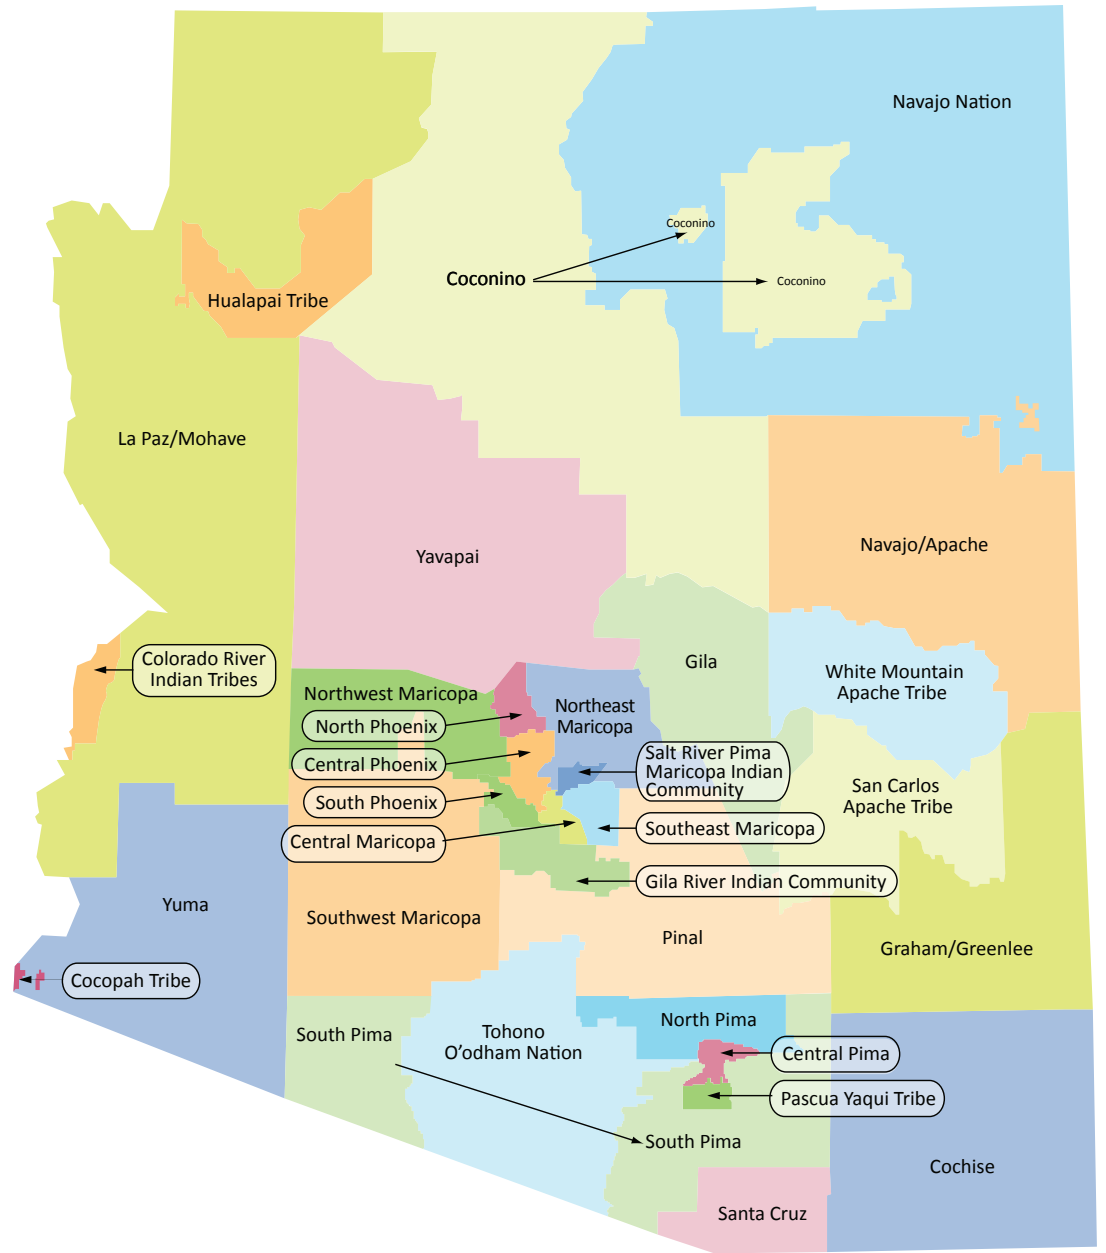 Navajo Nation
Coconino
Coconino
Coconino
Hualapai Tribe
La Paz/Mohave
Navajo/Apache
Yavapai
Colorado River
Indian Tribes
Gila
White Mountain
Apache Tribe
Northwest Maricopa
Northeast
Maricopa
North Phoenix
Central Phoenix
Salt River Pima
Maricopa Indian
Community
San Carlos
Apache Tribe
South Phoenix
Central Maricopa
Southeast Maricopa
Gila River Indian Community
Yuma
Southwest Maricopa
Pinal
Graham/Greenlee
Cocopah Tribe
South Pima
Tohono
O'odham Nation
North Pima
Central Pima
Pascua Yaqui Tribe
South Pima
Cochise
Santa Cruz